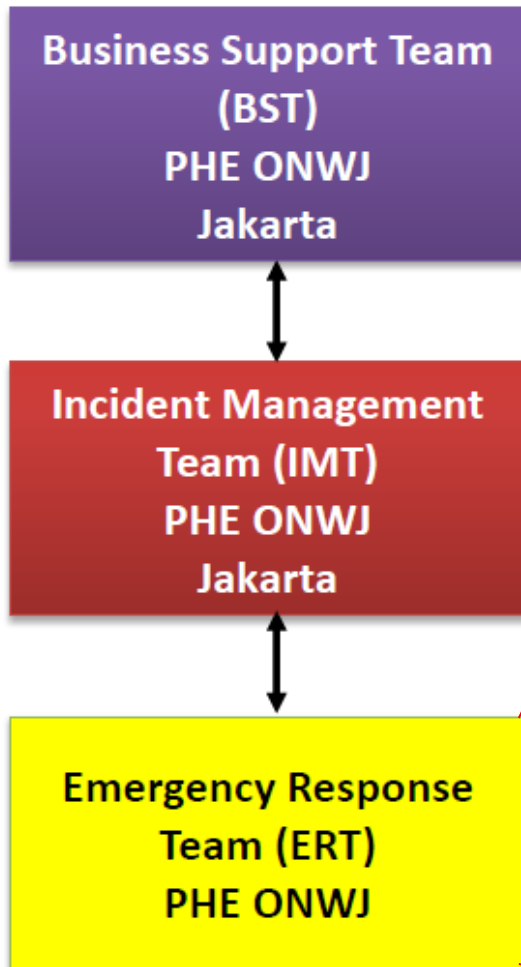 Business Support Team
(BST)
PHE ONWJ
Jakarta
Incident Management
Team (IMT)
PHE ONWJ
Jakarta
Emergency Response
Team (ERT)
PHE ONWJ